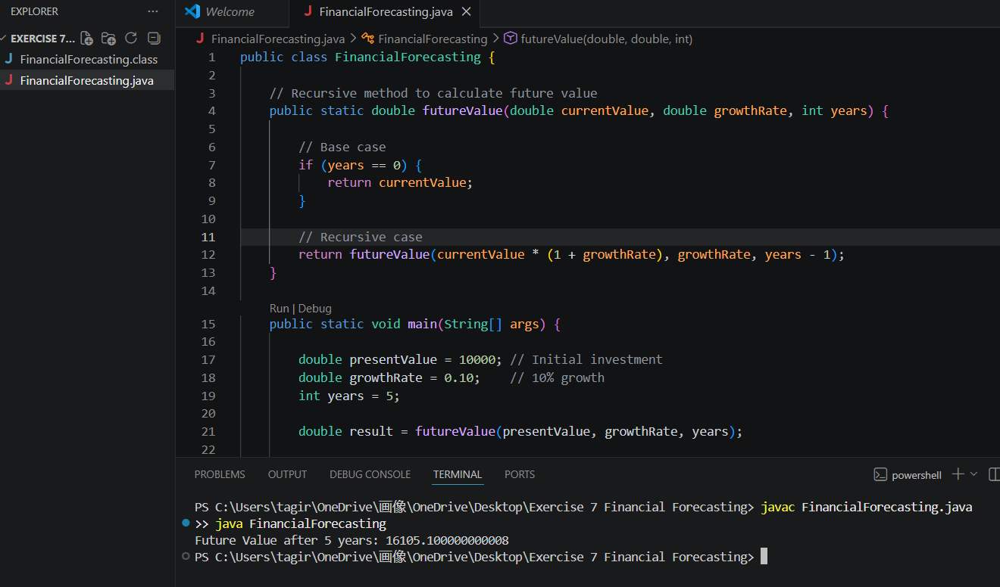 EXPLORER ...
Welcome
FinancialForecasting.java
EXERCISE 7...
FinancialForecasting.class
FinancialForecasting.java
FinancialForecasting.java > FinancialForecasting > futureValue(double, double, int)
1 public class FinancialForecasting {
2
3 // Recursive method to calculate future value
4 public static double futureValue(double currentValue, double growthRate, int years) {
5
6 // Base case
7 if (years == 0) {
8 return currentValue;
9 }
10
11 // Recursive case
12 return futureValue(currentValue * (1 + growthRate), growthRate, years - 1);
13 }
14
Run | Debug
15 public static void main(String[] args) {
16
17 double presentValue = 10000; // Initial investment
18 double growthRate = 0.10; // 10% growth
19 int years = 5;
20
21 double result = futureValue(presentValue, growthRate, years);
22
PROBLEMS OUTPUT DEBUG CONSOLE TERMINAL PORTS
powershell
PS C:\Users\tagir\OneDrive\画像\OneDrive\Desktop\Exercise 7 Financial Forecasting> javac FinancialForecasting.java
>> java FinancialForecasting
Future Value after 5 years: 16105.100000000008
PS C:\Users\tagir\OneDrive\画像\OneDrive\Desktop\Exercise 7 Financial Forecasting>